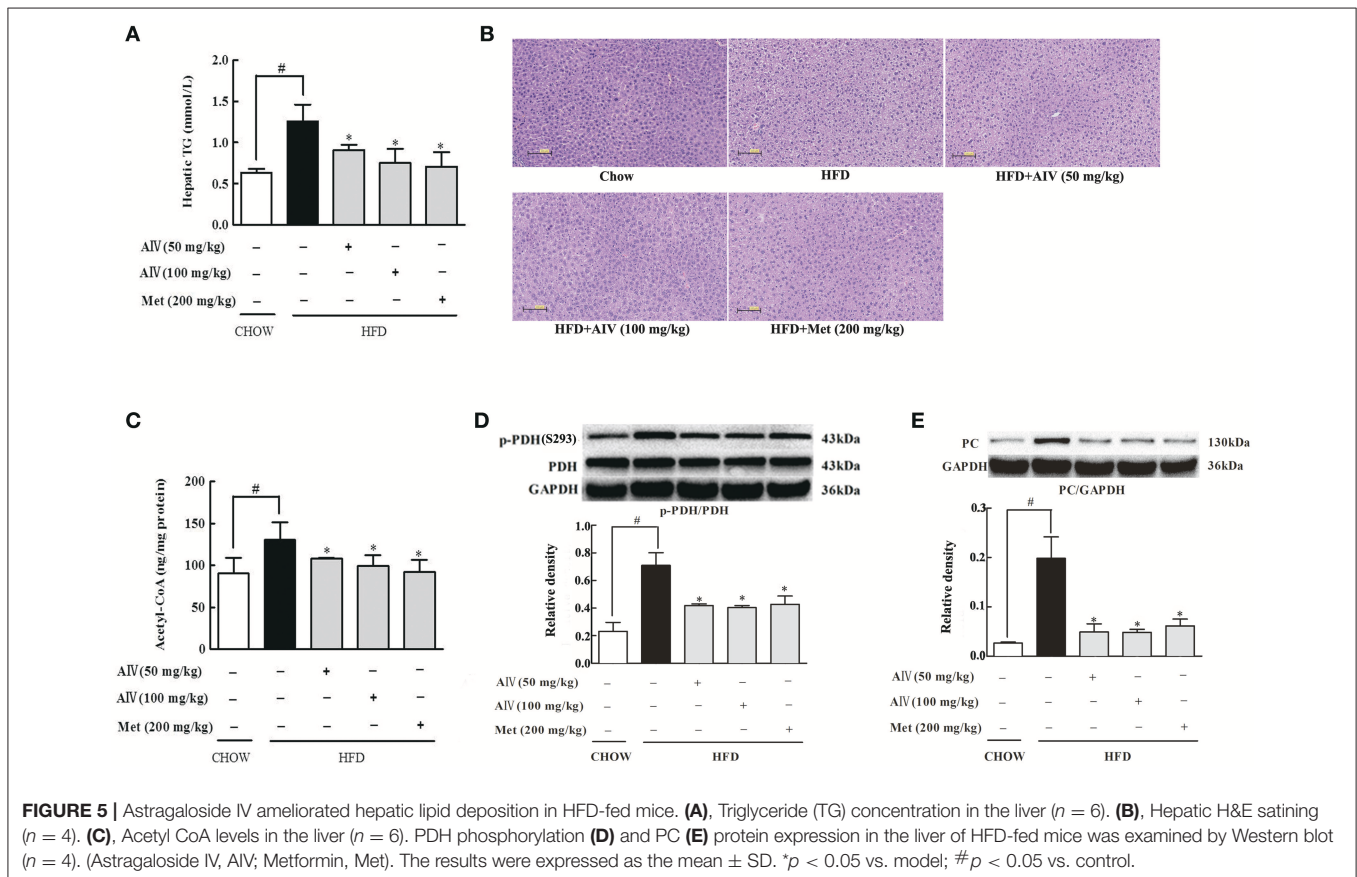 A
Hepatic TG (mmol/L)
2.0
1.5
1.0
0.5
0.0
#
* * *
AⅣ (50 mg/kg) – – + – –
AⅣ (100 mg/kg) – – – + –
Met (200 mg/kg) – – – – +
CHOW HFD
B
Chow HFD HFD+AIV (50 mg/kg)
HFD+AIV (100 mg/kg) HFD+Met (200 mg/kg)
C
Acetyl-CoA (ng/mg protein)
200
150
100
50
0
#
* * *
AⅣ (50 mg/kg) – – + – –
AⅣ (100 mg/kg) – – – + –
Met (200 mg/kg) – – – – +
CHOW HFD
D
p-PDH(S293) 43kDa
PDH 43kDa
GAPDH 36kDa
p-PDH/PDH
Relative density
1.0
0.8
0.6
0.4
0.2
0.0
#
* * *
AⅣ (50 mg/kg) – – + – –
AⅣ (100 mg/kg) – – – + –
Met (200 mg/kg) – – – – +
CHOW HFD
E
PC 130kDa
GAPDH 36kDa
PC/GAPDH
Relative density
0.3
0.2
0.1
0.0
#
* * *
AⅣ (50 mg/kg) – – + – –
AⅣ (100 mg/kg) – – – + –
Met (200 mg/kg) – – – – +
CHOW HFD
FIGURE 5 | Astragaloside IV ameliorated hepatic lipid deposition in HFD-fed mice. (A), Triglyceride (TG) concentration in the liver (n = 6). (B), Hepatic H&E satining
(n = 4). (C), Acetyl CoA levels in the liver (n = 6). PDH phosphorylation (D) and PC (E) protein expression in the liver of HFD-fed mice was examined by Western blot
(n = 4). (Astragaloside IV, AIV; Metformin, Met). The results were expressed as the mean ± SD. *p < 0.05 vs. model; #p < 0.05 vs. control.